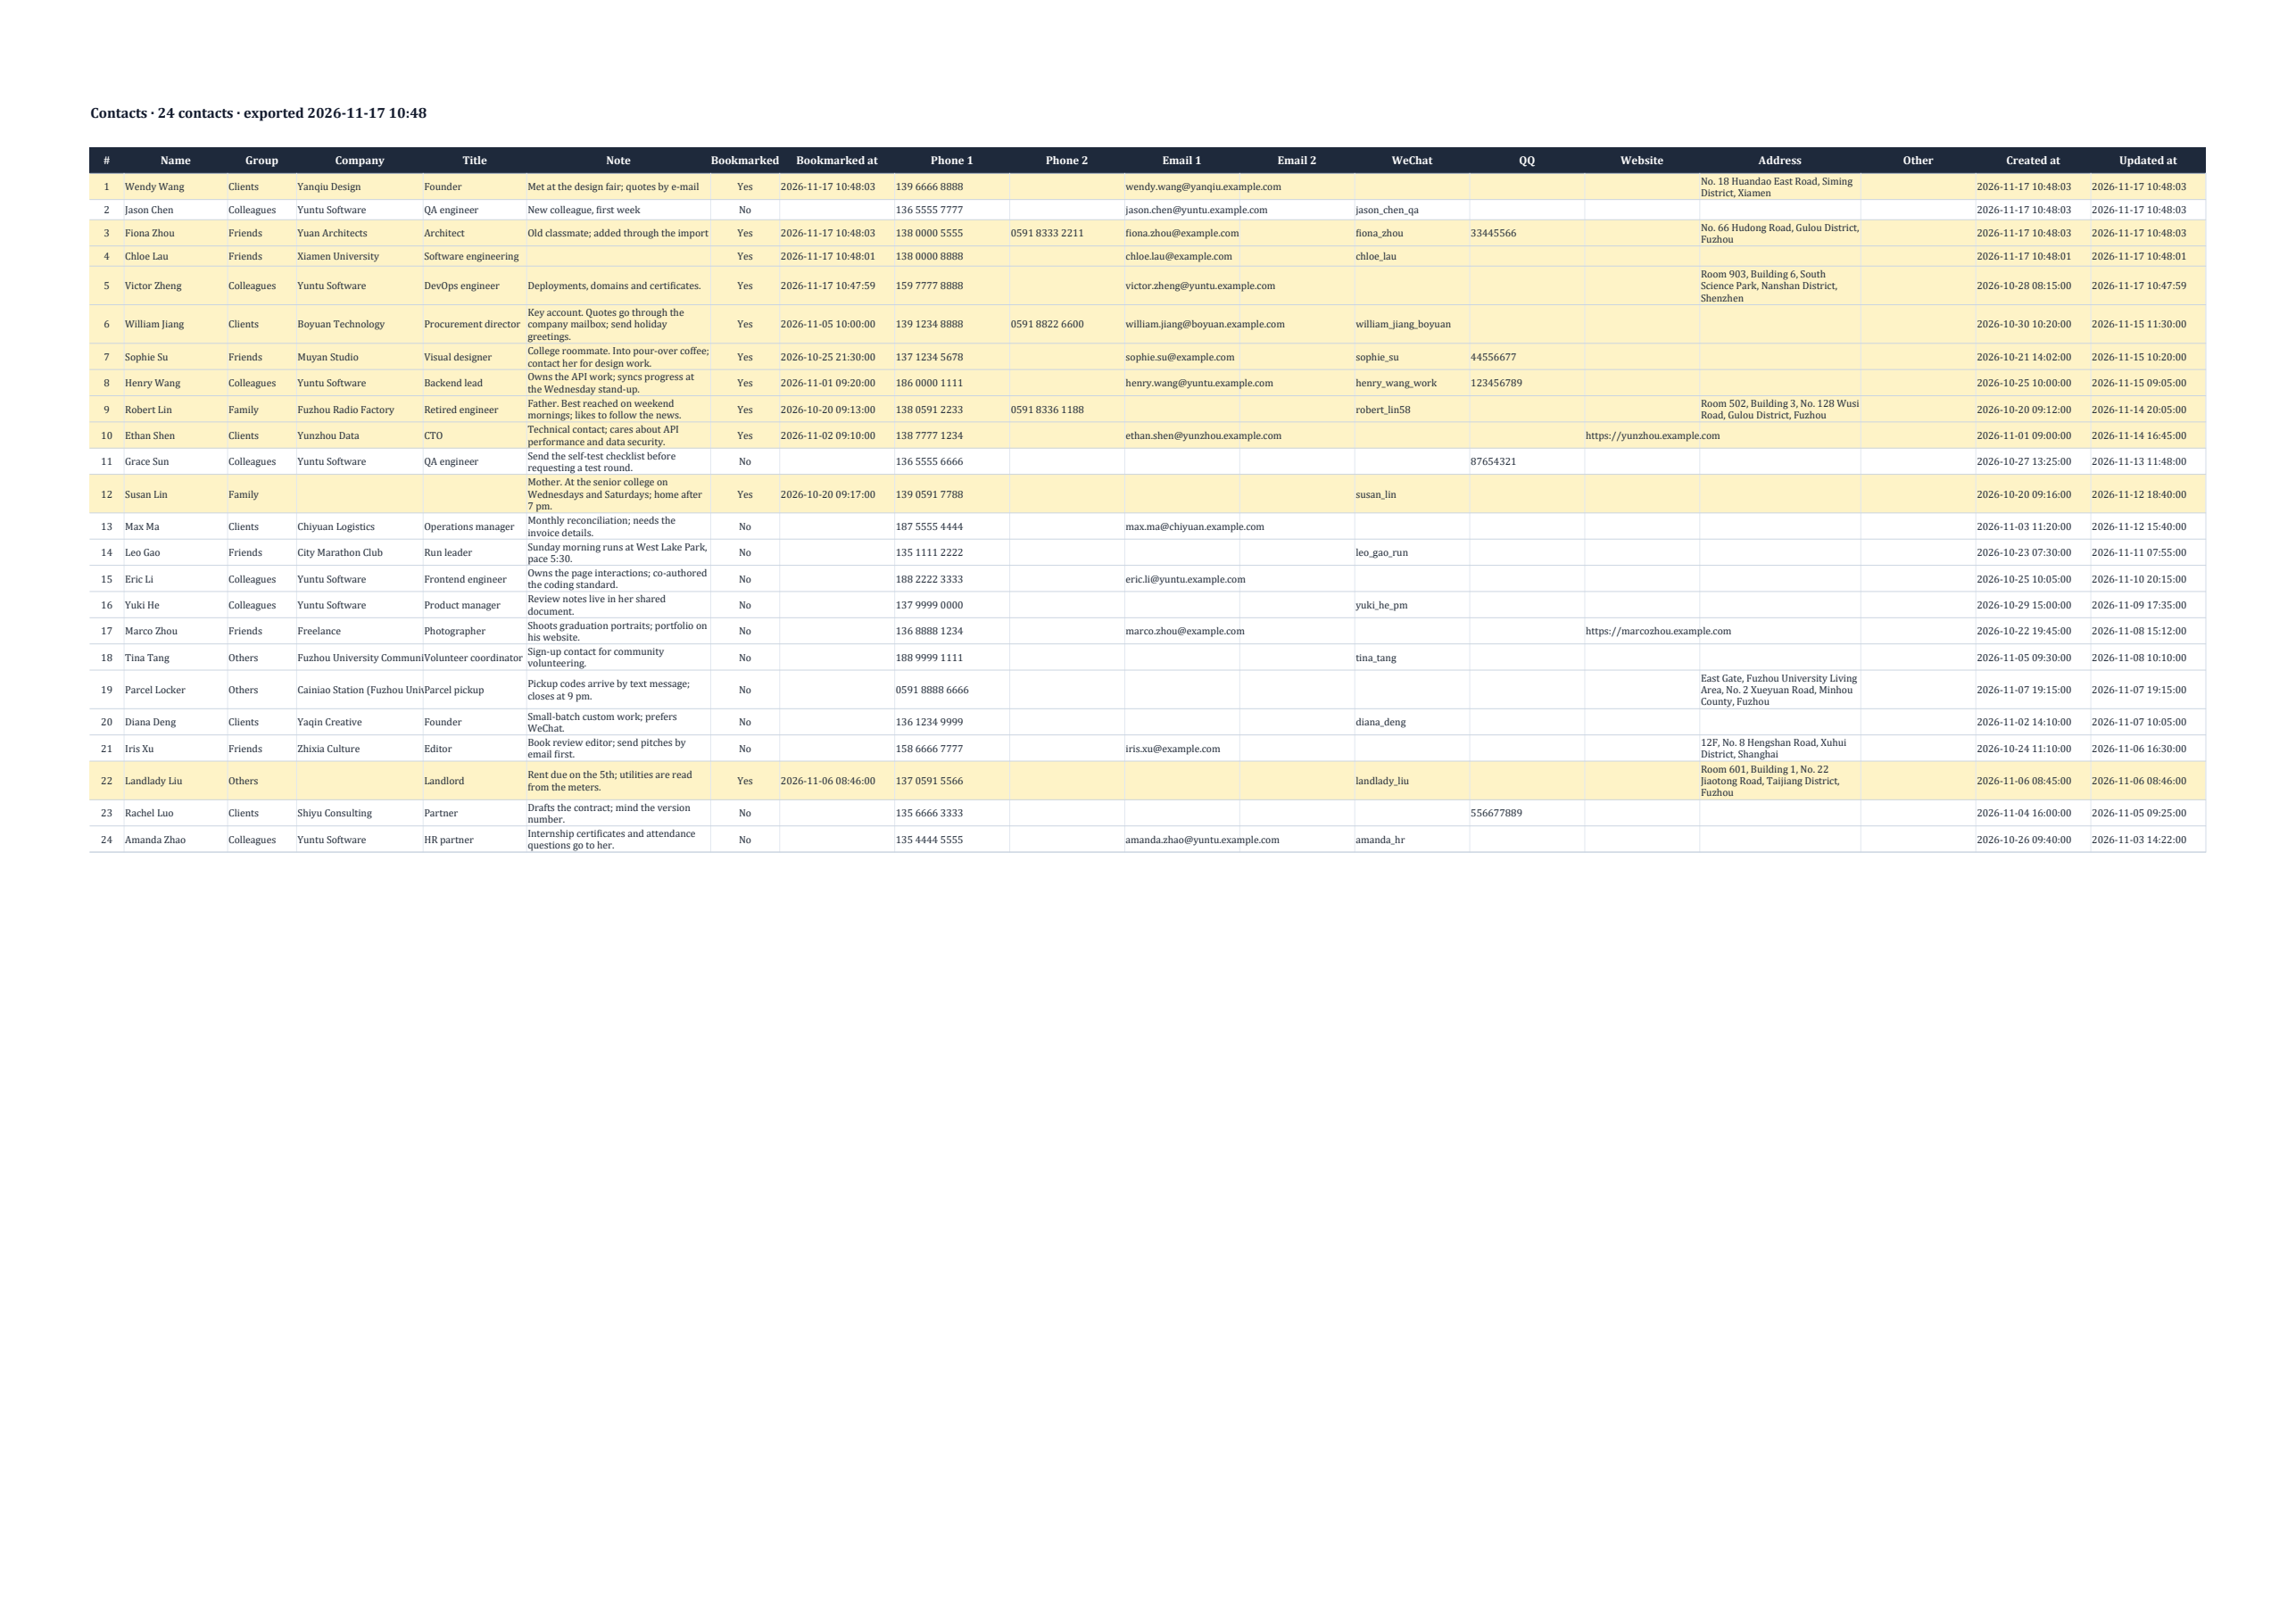 Contacts · 24 contacts · exported 2026-11-17 10:48
# Name Group Company Title Note Bookmarked Bookmarked at Phone 1 Phone 2 Email 1 Email 2 WeChat QQ Website Address Other Created at Updated at
1 Wendy Wang Clients Yanqiu Design Founder Met at the design fair; quotes by e-mail Yes 2026-11-17 10:48:03 139 6666 8888 wendy.wang@yanqiu.example.com No. 18 Huandao East Road, Siming District, Xiamen 2026-11-17 10:48:03 2026-11-17 10:48:03
2 Jason Chen Colleagues Yuntu Software QA engineer New colleague, first week No 136 5555 7777 jason.chen@yuntu.example.com jason_chen_qa 2026-11-17 10:48:03 2026-11-17 10:48:03
3 Fiona Zhou Friends Yuan Architects Architect Old classmate; added through the import Yes 2026-11-17 10:48:03 138 0000 5555 0591 8333 2211 fiona.zhou@example.com fiona_zhou 33445566 No. 66 Hudong Road, Gulou District, Fuzhou 2026-11-17 10:48:03 2026-11-17 10:48:03
4 Chloe Lau Friends Xiamen University Software engineering Yes 2026-11-17 10:48:01 138 0000 8888 chloe.lau@example.com chloe_lau 2026-11-17 10:48:01 2026-11-17 10:48:01
5 Victor Zheng Colleagues Yuntu Software DevOps engineer Deployments, domains and certificates. Yes 2026-11-17 10:47:59 159 7777 8888 victor.zheng@yuntu.example.com Room 903, Building 6, South Science Park, Nanshan District, Shenzhen 2026-10-28 08:15:00 2026-11-17 10:47:59
6 William Jiang Clients Boyuan Technology Procurement director Key account. Quotes go through the company mailbox; send holiday greetings. Yes 2026-11-05 10:00:00 139 1234 8888 0591 8822 6600 william.jiang@boyuan.example.com william_jiang_boyuan 2026-10-30 10:20:00 2026-11-15 11:30:00
7 Sophie Su Friends Muyan Studio Visual designer College roommate. Into pour-over coffee; contact her for design work. Yes 2026-10-25 21:30:00 137 1234 5678 sophie.su@example.com sophie_su 44556677 2026-10-21 14:02:00 2026-11-15 10:20:00
8 Henry Wang Colleagues Yuntu Software Backend lead Owns the API work; syncs progress at the Wednesday stand-up. Yes 2026-11-01 09:20:00 186 0000 1111 henry.wang@yuntu.example.com henry_wang_work 123456789 2026-10-25 10:00:00 2026-11-15 09:05:00
9 Robert Lin Family Fuzhou Radio Factory Retired engineer Father. Best reached on weekend mornings; likes to follow the news. Yes 2026-10-20 09:13:00 138 0591 2233 0591 8336 1188 robert_lin58 Room 502, Building 3, No. 128 Wusi Road, Gulou District, Fuzhou 2026-10-20 09:12:00 2026-11-14 20:05:00
10 Ethan Shen Clients Yunzhou Data CTO Technical contact; cares about API performance and data security. Yes 2026-11-02 09:10:00 138 7777 1234 ethan.shen@yunzhou.example.com https://yunzhou.example.com 2026-11-01 09:00:00 2026-11-14 16:45:00
11 Grace Sun Colleagues Yuntu Software QA engineer Send the self-test checklist before requesting a test round. No 136 5555 6666 87654321 2026-10-27 13:25:00 2026-11-13 11:48:00
12 Susan Lin Family Mother. At the senior college on Wednesdays and Saturdays; home after 7 pm. Yes 2026-10-20 09:17:00 139 0591 7788 susan_lin 2026-10-20 09:16:00 2026-11-12 18:40:00
13 Max Ma Clients Chiyuan Logistics Operations manager Monthly reconciliation; needs the invoice details. No 187 5555 4444 max.ma@chiyuan.example.com 2026-11-03 11:20:00 2026-11-12 15:40:00
14 Leo Gao Friends City Marathon Club Run leader Sunday morning runs at West Lake Park, pace 5:30. No 135 1111 2222 leo_gao_run 2026-10-23 07:30:00 2026-11-11 07:55:00
15 Eric Li Colleagues Yuntu Software Frontend engineer Owns the page interactions; co-authored the coding standard. No 188 2222 3333 eric.li@yuntu.example.com 2026-10-25 10:05:00 2026-11-10 20:15:00
16 Yuki He Colleagues Yuntu Software Product manager Review notes live in her shared document. No 137 9999 0000 yuki_he_pm 2026-10-29 15:00:00 2026-11-09 17:35:00
17 Marco Zhou Friends Freelance Photographer Shoots graduation portraits; portfolio on his website. No 136 8888 1234 marco.zhou@example.com https://marcozhou.example.com 2026-10-22 19:45:00 2026-11-08 15:12:00
18 Tina Tang Others Fuzhou University Communi Volunteer coordinator Sign-up contact for community volunteering. No 188 9999 1111 tina_tang 2026-11-05 09:30:00 2026-11-08 10:10:00
19 Parcel Locker Others Cainiao Station (Fuzhou Univ Parcel pickup Pickup codes arrive by text message; closes at 9 pm. No 0591 8888 6666 East Gate, Fuzhou University Living Area, No. 2 Xueyuan Road, Minhou County, Fuzhou 2026-11-07 19:15:00 2026-11-07 19:15:00
20 Diana Deng Clients Yaqin Creative Founder Small-batch custom work; prefers WeChat. No 136 1234 9999 diana_deng 2026-11-02 14:10:00 2026-11-07 10:05:00
21 Iris Xu Friends Zhixia Culture Editor Book review editor; send pitches by email first. No 158 6666 7777 iris.xu@example.com 12F, No. 8 Hengshan Road, Xuhui District, Shanghai 2026-10-24 11:10:00 2026-11-06 16:30:00
22 Landlady Liu Others Landlord Rent due on the 5th; utilities are read from the meters. Yes 2026-11-06 08:46:00 137 0591 5566 landlady_liu Room 601, Building 1, No. 22 Jiaotong Road, Taijiang District, Fuzhou 2026-11-06 08:45:00 2026-11-06 08:46:00
23 Rachel Luo Clients Shiyu Consulting Partner Drafts the contract; mind the version number. No 135 6666 3333 556677889 2026-11-04 16:00:00 2026-11-05 09:25:00
24 Amanda Zhao Colleagues Yuntu Software HR partner Internship certificates and attendance questions go to her. No 135 4444 5555 amanda.zhao@yuntu.example.com amanda_hr 2026-10-26 09:40:00 2026-11-03 14:22:00